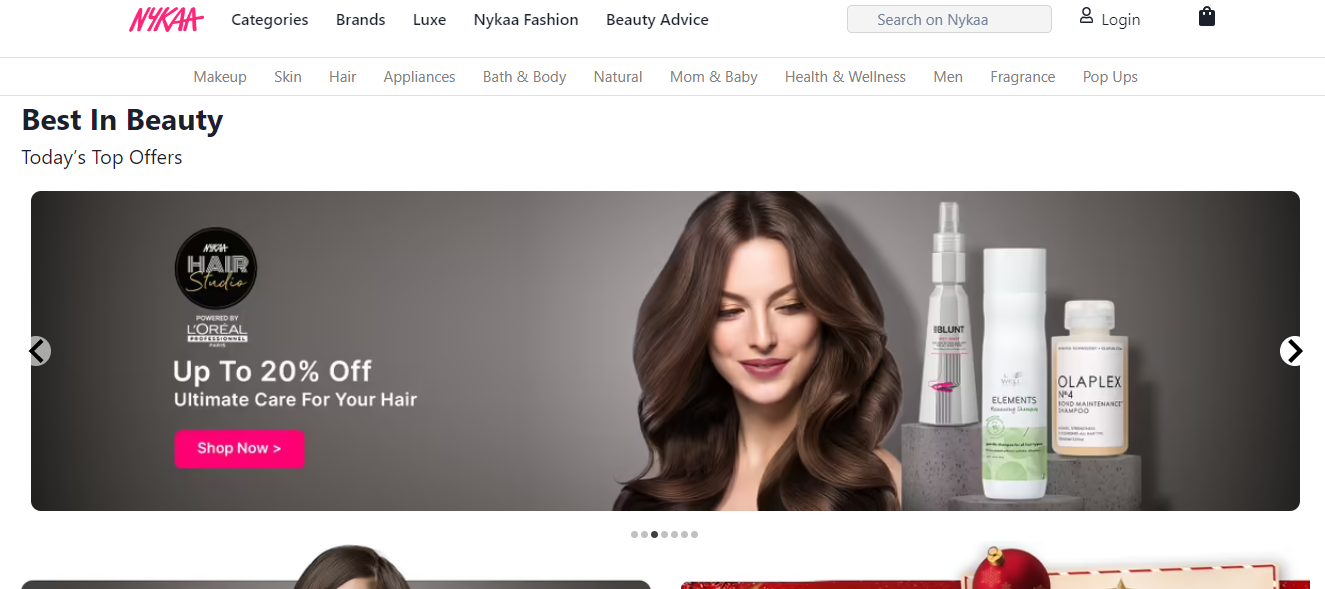 NYKAA Categories Brands Luxe Nykaa Fashion Beauty Advice Search on Nykaa Login
Makeup Skin Hair Appliances Bath & Body Natural Mom & Baby Health & Wellness Men Fragrance Pop Ups
Best In Beauty
Today's Top Offers
NYKAA
HAIR
Studio
POWERED BY
L'ORÉAL
PROFESSIONNEL
PARIS
Up To 20% Off
Ultimate Care For Your Hair
Shop Now >
BLUNT
ELEMENTS
Renewing Shampoo
OLAPLEX
Nº4
BOND MAINTENANCE
SHAMPOO